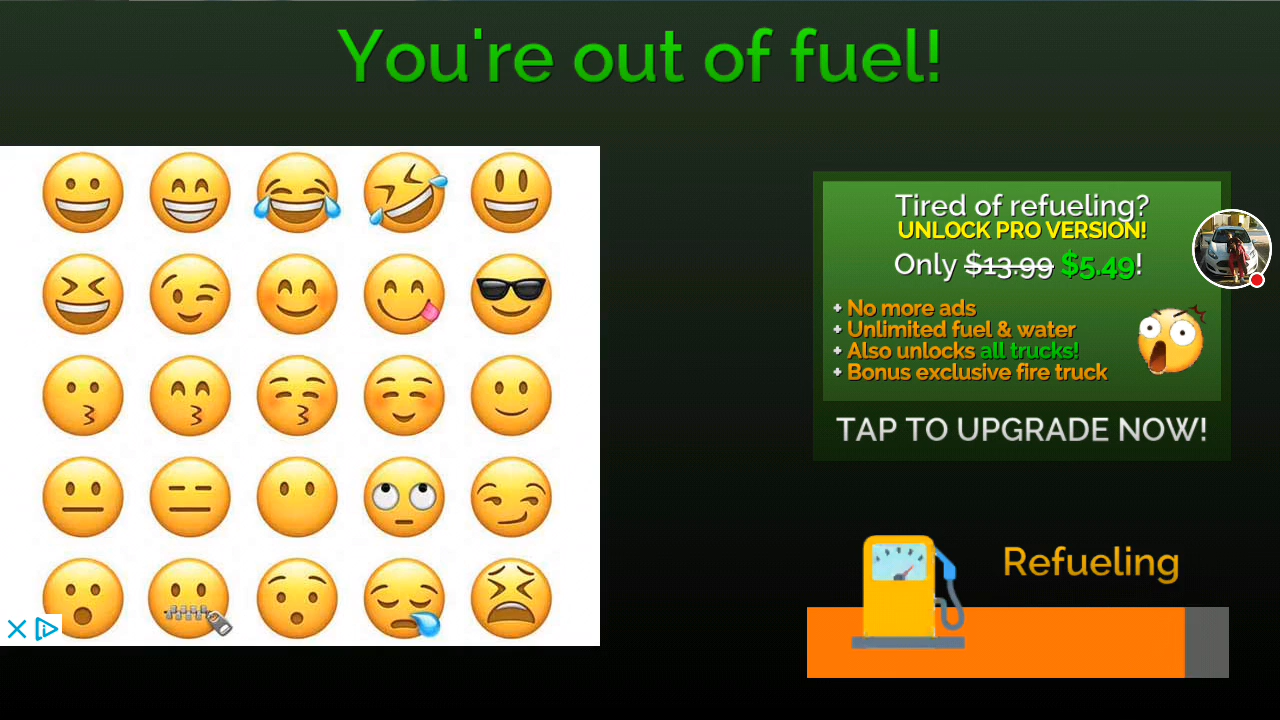 You're out of fuel!
Tired of refueling?
UNLOCK PRO VERSION!
Only $13.99 $5.49!
+ No more ads
+ Unlimited fuel & water
+ Also unlocks all trucks!
+ Bonus exclusive fire truck
TAP TO UPGRADE NOW!
Refueling